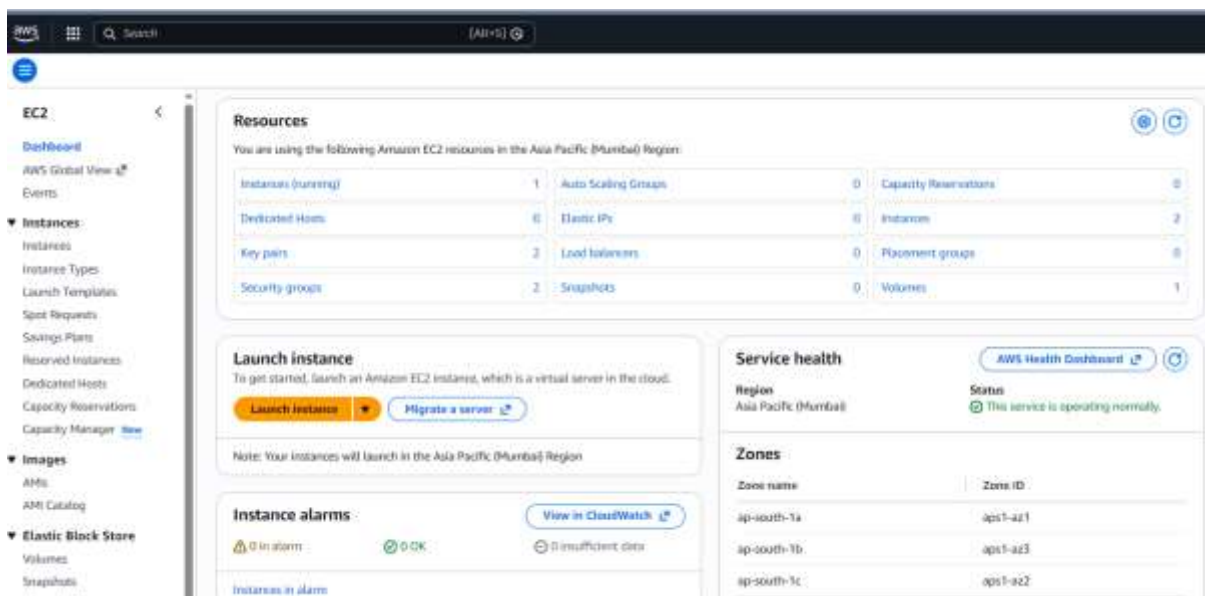 aws
Search
[Alt+S]
EC2
Dashboard
AWS Global View
Events
Instances
Instances
Instance Types
Launch Templates
Spot Requests
Savings Plans
Reserved Instances
Dedicated Hosts
Capacity Reservations
Capacity Manager New
Images
AMIs
AMI Catalog
Elastic Block Store
Volumes
Snapshots
Resources
You are using the following Amazon EC2 resources in the Asia Pacific (Mumbai) Region:
Instances (running) 1 Auto Scaling Groups 0 Capacity Reservations 0
Dedicated Hosts 0 Elastic IPs 0 Instances 2
Key pairs 2 Load balancers 0 Placement groups 0
Security groups 2 Snapshots 0 Volumes 1
Launch instance
To get started, launch an Amazon EC2 instance, which is a virtual server in the cloud.
Launch instance Migrate a server
Note: Your instances will launch in the Asia Pacific (Mumbai) Region
Instance alarms View in CloudWatch
0 in alarm 0 OK 0 insufficient data
Instances in alarm
Service health AWS Health Dashboard
Region Status
Asia Pacific (Mumbai) This service is operating normally.
Zones
Zone name Zone ID
ap-south-1a aps1-az1
ap-south-1b aps1-az3
ap-south-1c aps1-az2